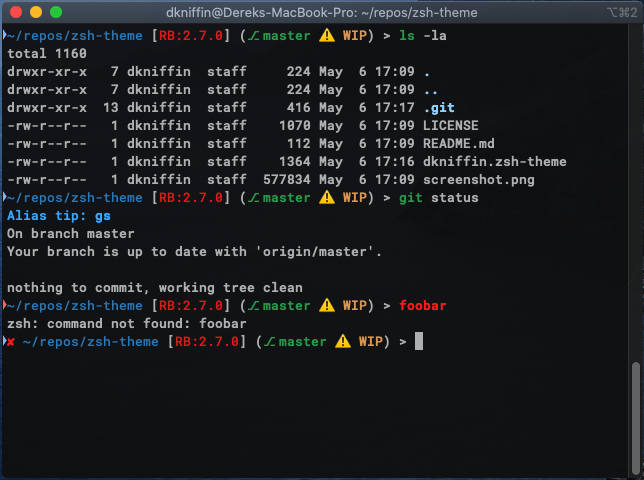 dkniffin@Dereks-MacBook-Pro: ~/repos/zsh-theme ⌥⌘2
~/repos/zsh-theme [RB:2.7.0] (⎇ master ⚠ WIP) > ls -la
total 1160
drwxr-xr-x   7 dkniffin  staff     224 May  6 17:09 .
drwxr-xr-x   7 dkniffin  staff     224 May  6 17:09 ..
drwxr-xr-x  13 dkniffin  staff     416 May  6 17:17 .git
-rw-r--r--   1 dkniffin  staff    1070 May  6 17:09 LICENSE
-rw-r--r--   1 dkniffin  staff     112 May  6 17:09 README.md
-rw-r--r--   1 dkniffin  staff    1364 May  6 17:16 dkniffin.zsh-theme
-rw-r--r--   1 dkniffin  staff  577834 May  6 17:09 screenshot.png
~/repos/zsh-theme [RB:2.7.0] (⎇ master ⚠ WIP) > git status
Alias tip: gs
On branch master
Your branch is up to date with 'origin/master'.
nothing to commit, working tree clean
~/repos/zsh-theme [RB:2.7.0] (⎇ master ⚠ WIP) > foobar
zsh: command not found: foobar
✘ ~/repos/zsh-theme [RB:2.7.0] (⎇ master ⚠ WIP) >